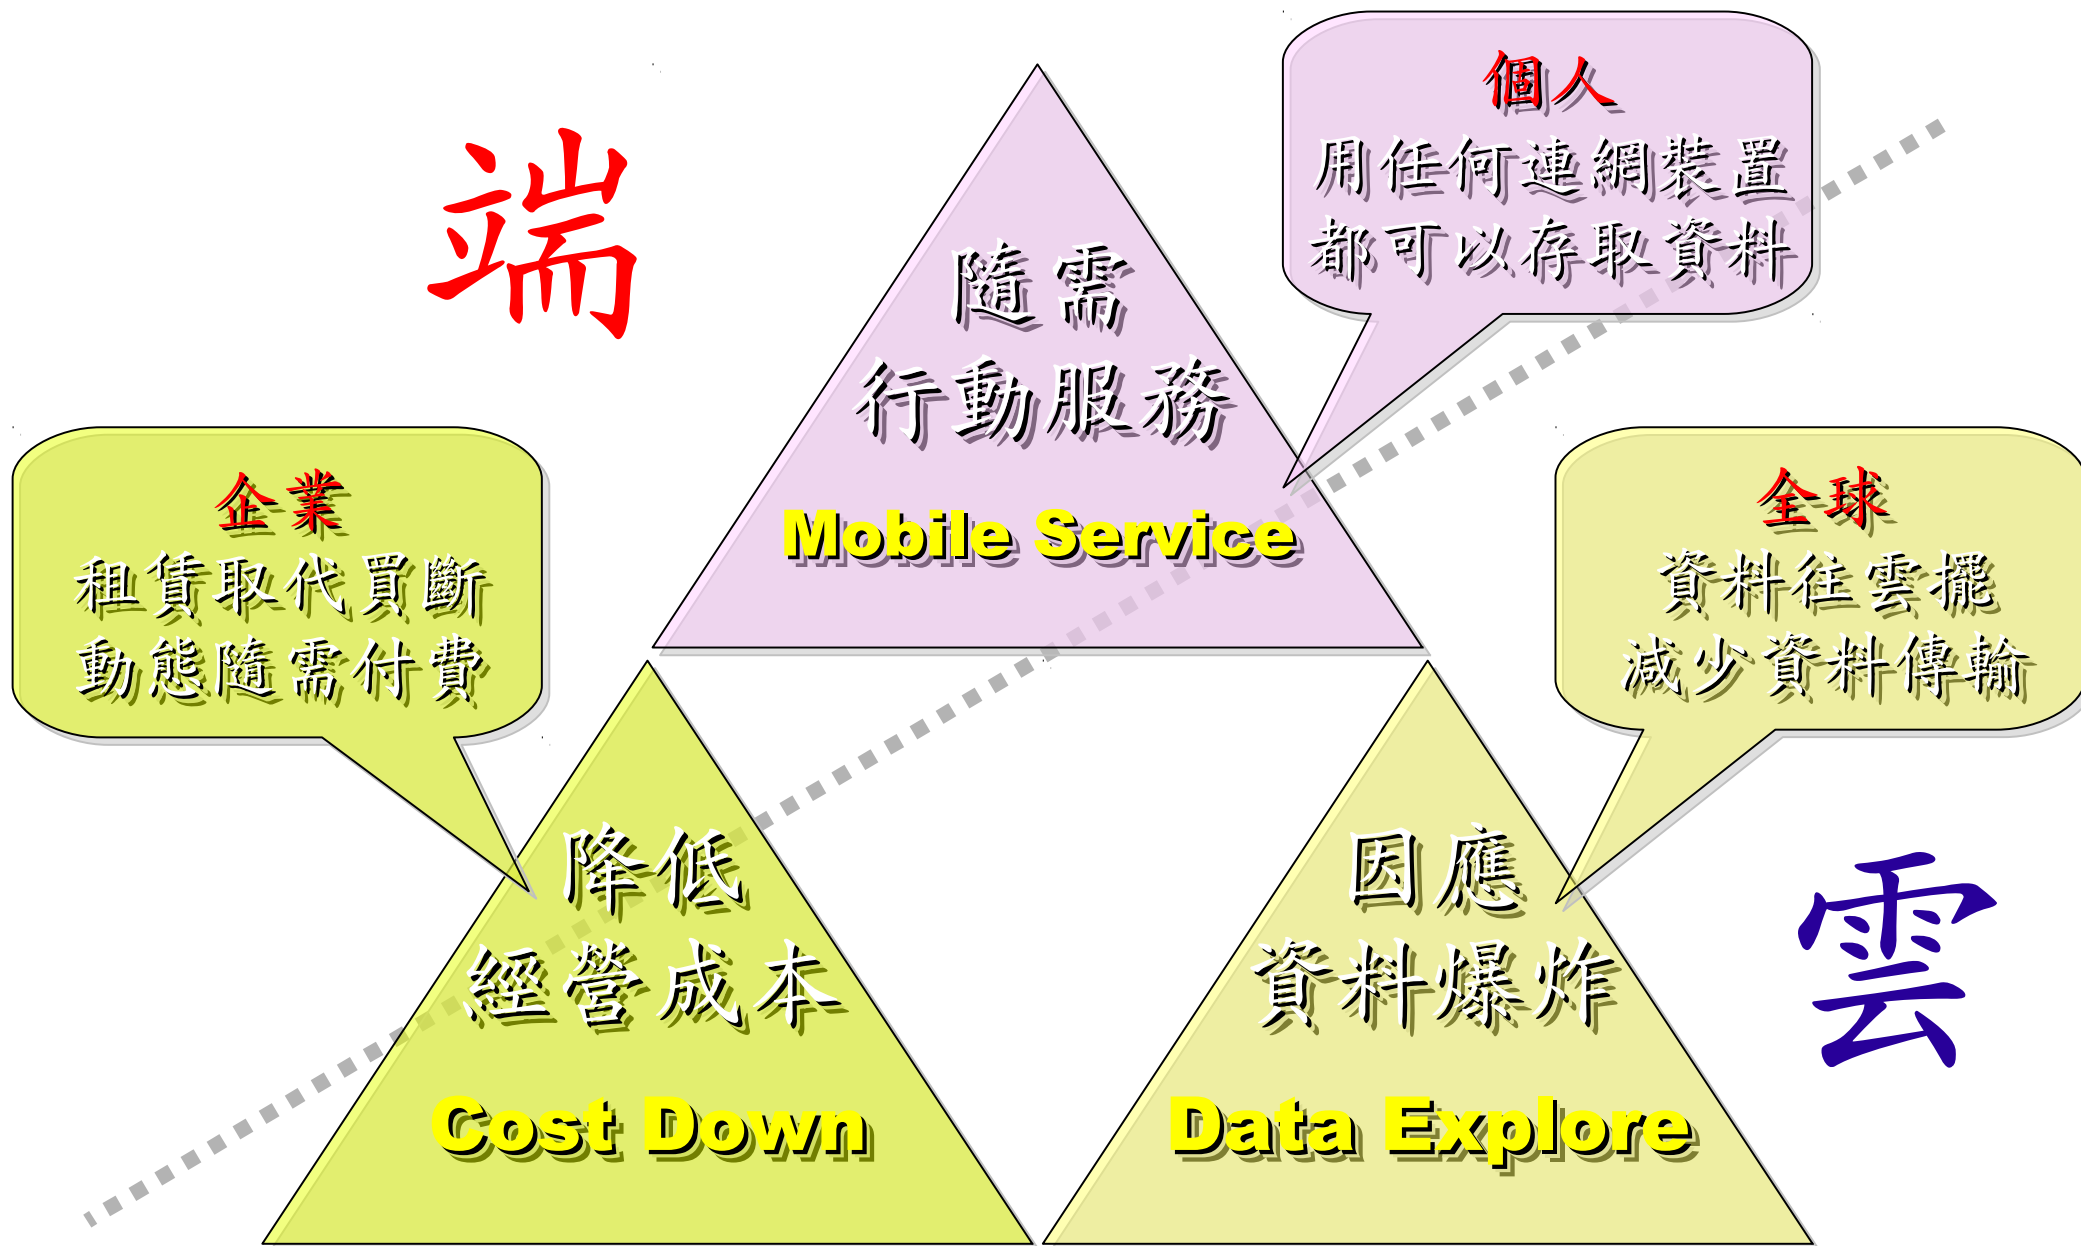 端
個人
用任何連網裝置
都可以存取資料
隨需
行動服務
Mobile Service
企業
租賃取代買斷
動態隨需付費
全球
資料往雲擺
減少資料傳輸
降低
經營成本
Cost Down
因應
資料爆炸
Data Explore
雲